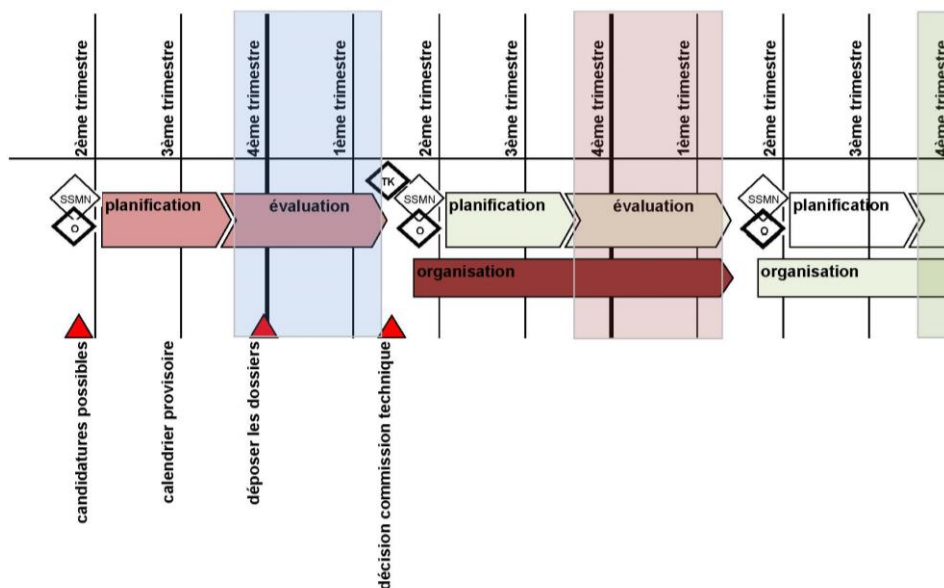 2ème trimestre
3ème trimestre
4ème trimestre
1ème trimestre
2ème trimestre
3ème trimestre
4ème trimestre
1ème trimestre
2ème trimestre
3ème trimestre
SSMN
O
planification
évaluation
TK
SSMN
O
planification
évaluation
SSMN
O
planification
organisation
organisation
candidatures possibles
calendrier provisoire
déposer les dossiers
décision commission technique